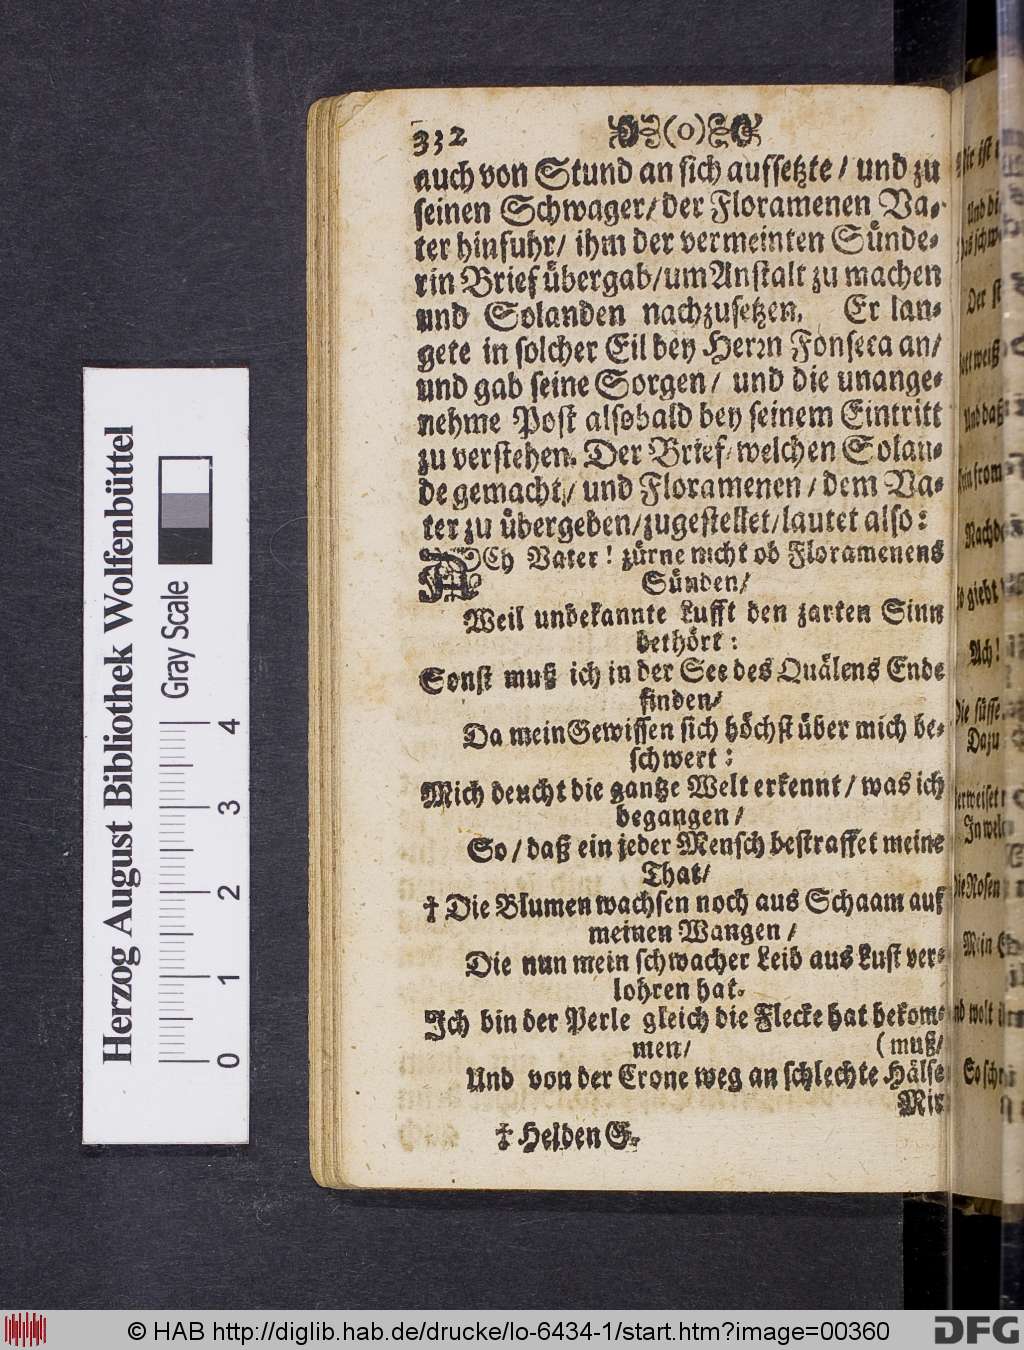 332 (o)
auch von Stund an sich aufsetzte / und zu
seinen Schwager / der Floramenen Va-
ter hinfuhr / ihm der vermeinten Sünde-
rin Brief übergab / um Anstalt zu machen
und Solanden nachzusetzen. Er lan-
gete in solcher Eil bey Herrn Fonseca an /
und gab seine Sorgen / und die unange-
nehme Post alsobald bey seinem Eintritt
zu verstehen. Der Brief / welchen Solan-
de gemacht / und Floramenen / dem Va-
ter zu übergeben / zugestellet / lautet also:
ACh Vater! zürne nicht ob Floramenens
Sünden /
Weil unbekannte Lufft den zarten Sinn
bethört:
Sonst muß ich in der See des Quälens Ende
finden /
Da mein Gewissen sich höchst über mich be-
schwert:
Mich deucht die gantze Welt erkennt / was ich
begangen /
So / daß ein jeder Mensch bestraffet meine
That /
† Die Blumen wachsen noch aus Schaam auf
meinen Wangen /
Die nun mein schwacher Leib aus Lust ver-
lohren hat.
Ich bin der Perle gleich die Flecke hat bekom-
men / (muß /
Und von der Crone weg an schlechte Hälse
Mir
† Helden G.
Herzog August Bibliothek Wolfenbüttel
Gray Scale
0 1 2 3 4
© HAB http://diglib.hab.de/drucke/lo-6434-1/start.htm?image=00360
DFG